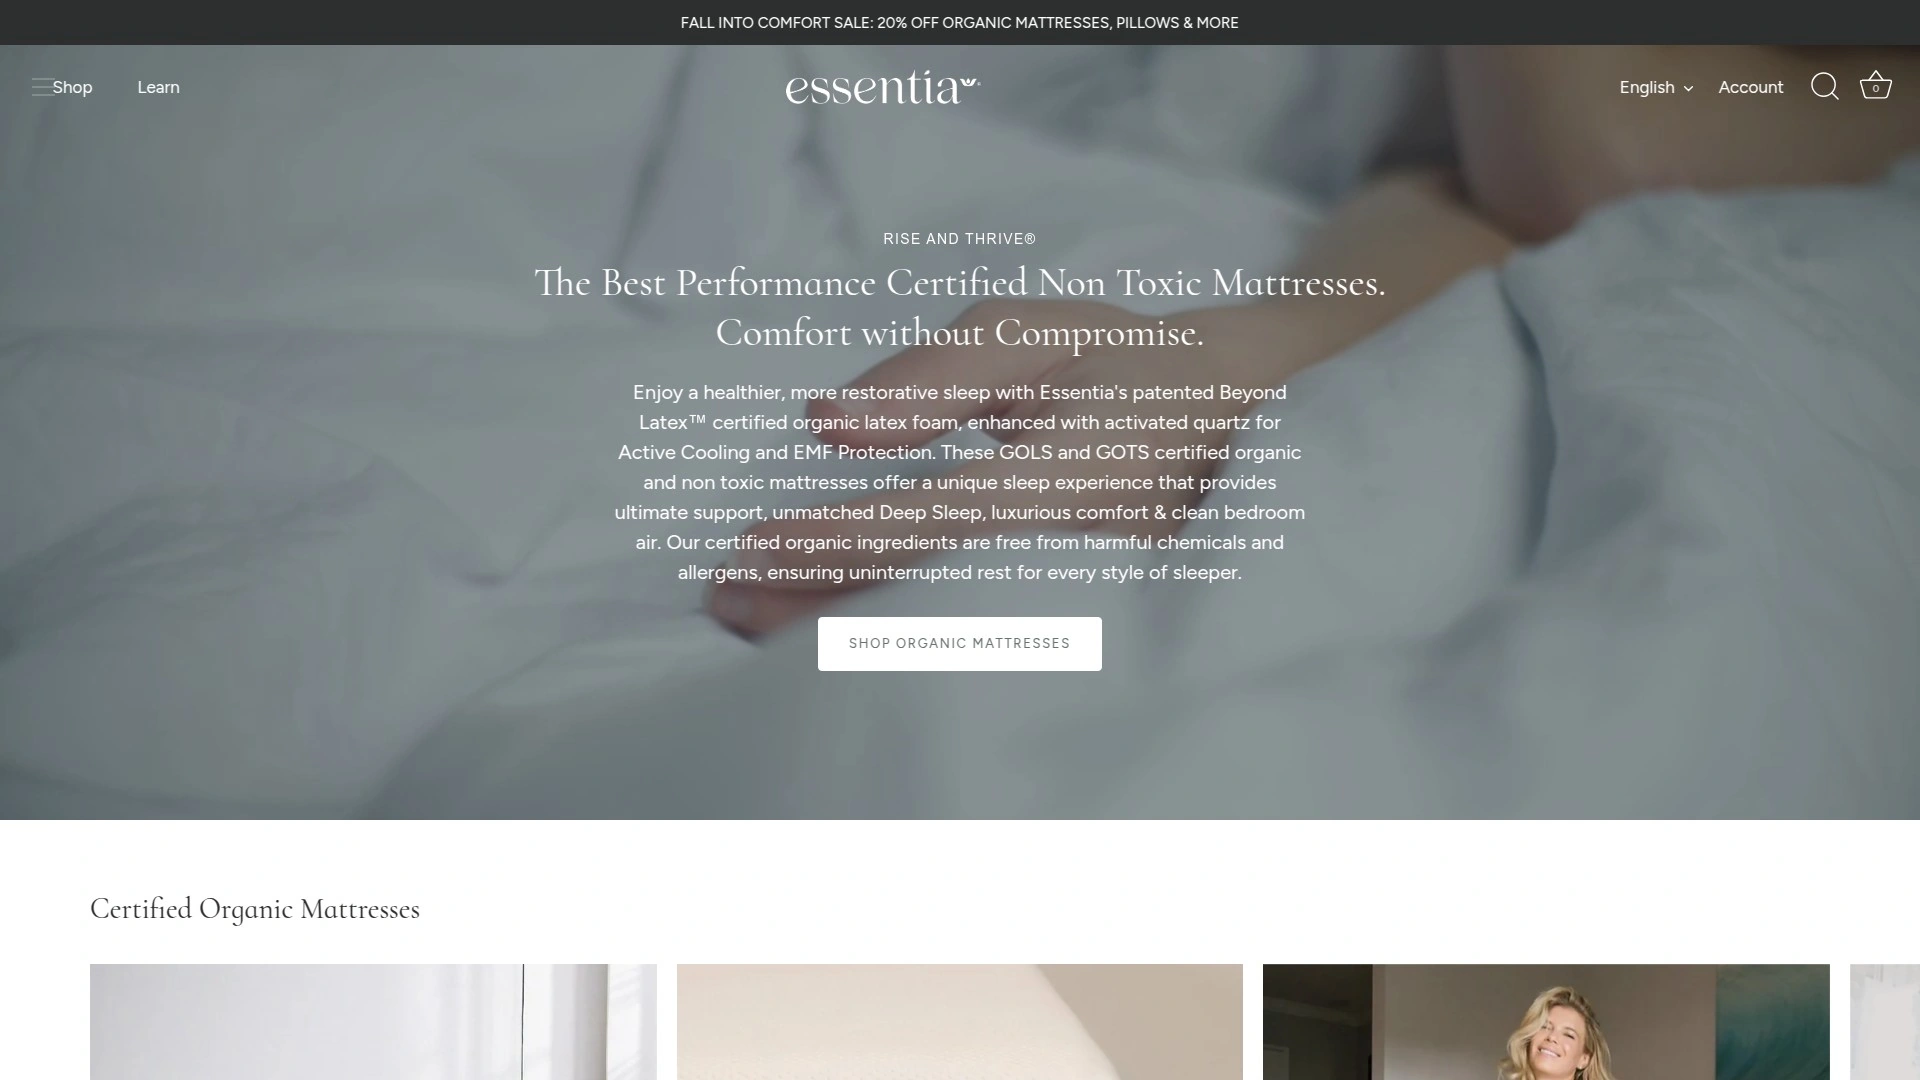 FALL INTO COMFORT SALE: 20% OFF ORGANIC MATTRESSES, PILLOWS & MORE
Shop
Learn
essentia
English
Account
0
RISE AND THRIVE®
The Best Performance Certified Non Toxic Mattresses.
Comfort without Compromise.
Enjoy a healthier, more restorative sleep with Essentia's patented Beyond
Latex™ certified organic latex foam, enhanced with activated quartz for
Active Cooling and EMF Protection. These GOLS and GOTS certified organic
and non toxic mattresses offer a unique sleep experience that provides
ultimate support, unmatched Deep Sleep, luxurious comfort & clean bedroom
air. Our certified organic ingredients are free from harmful chemicals and
allergens, ensuring uninterrupted rest for every style of sleeper.
SHOP ORGANIC MATTRESSES
Certified Organic Mattresses